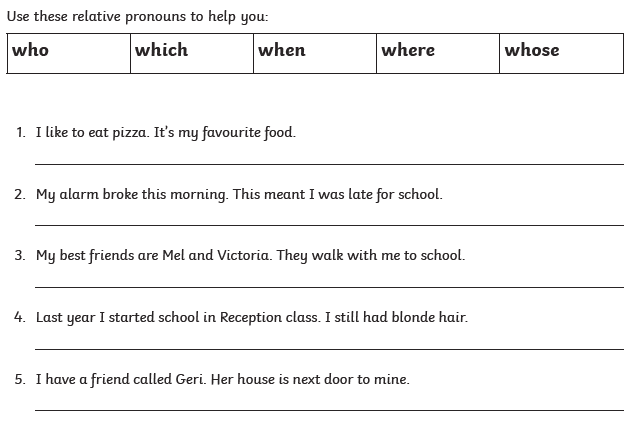 Use these relative pronouns to help you:
who which when where whose
1. I like to eat pizza. It's my favourite food.
2. My alarm broke this morning. This meant I was late for school.
3. My best friends are Mel and Victoria. They walk with me to school.
4. Last year I started school in Reception class. I still had blonde hair.
5. I have a friend called Geri. Her house is next door to mine.